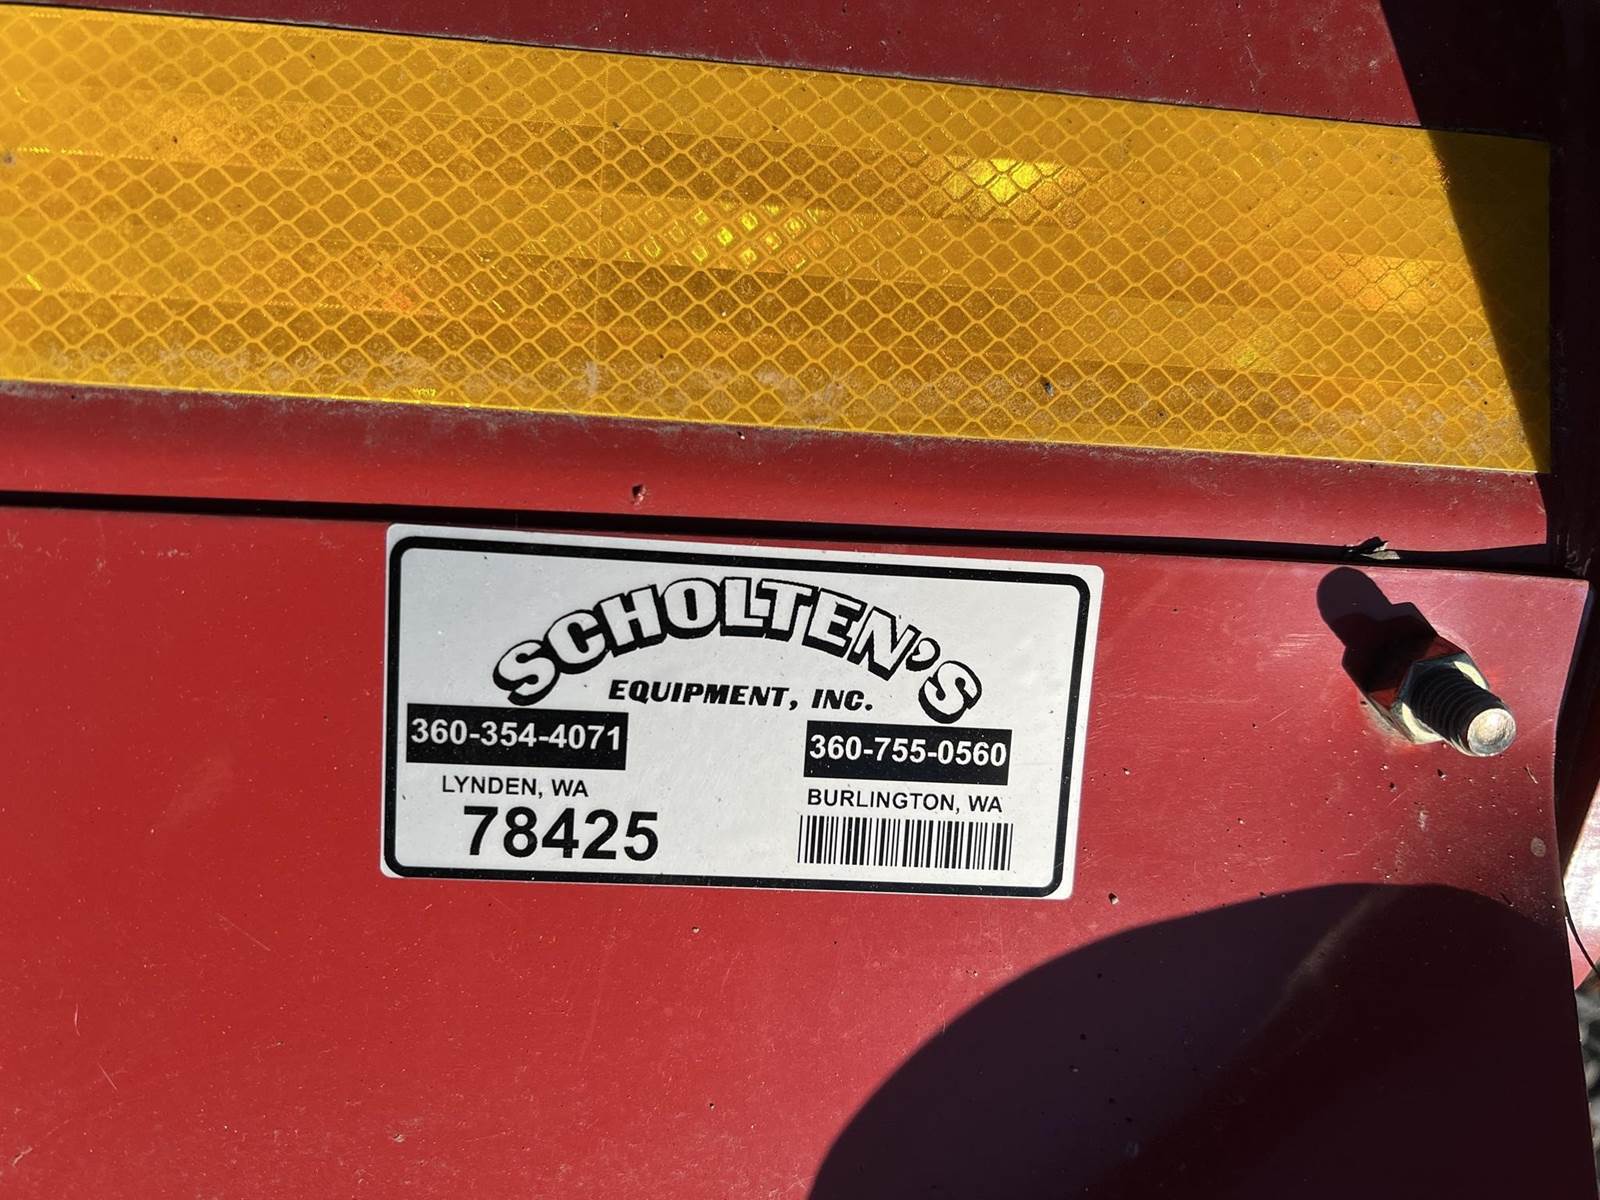 SCHOLTEN'S
EQUIPMENT, INC.
360-354-4071
LYNDEN, WA
78425
360-755-0560
BURLINGTON, WA